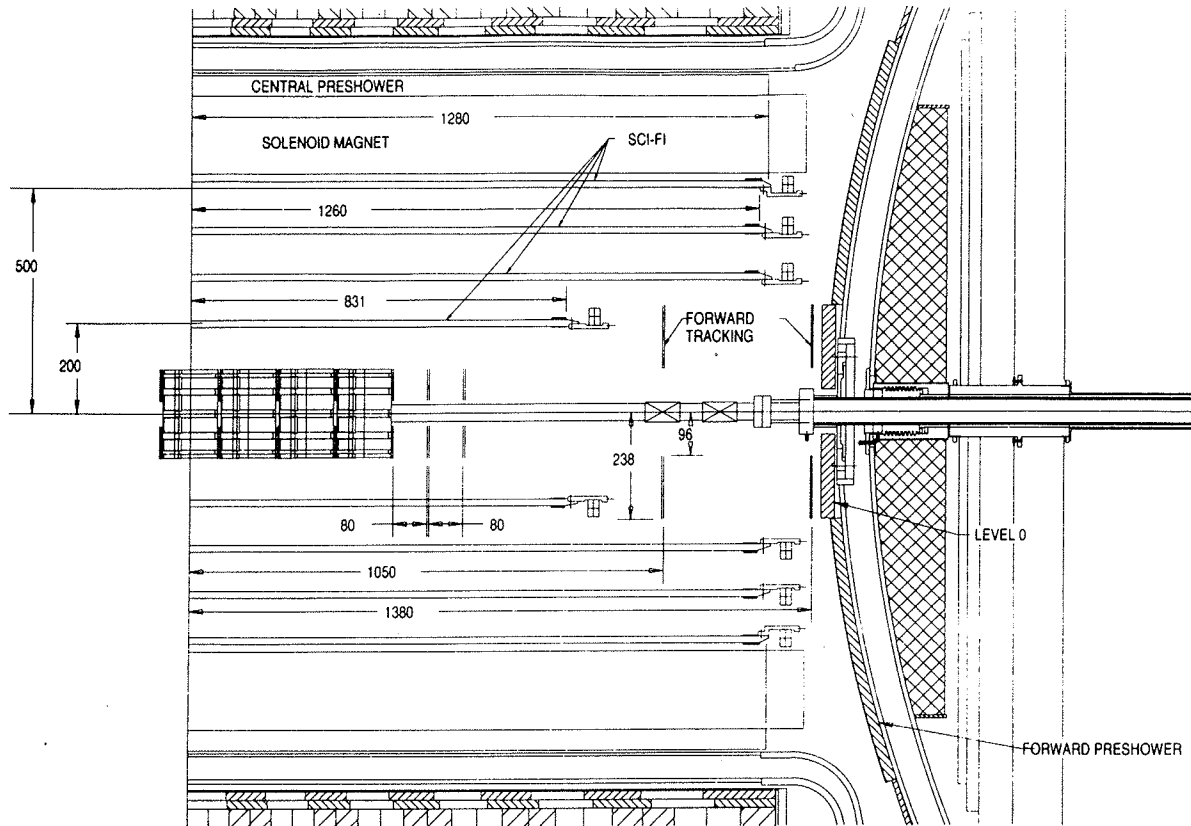 CENTRAL PRESHOWER
1280
SOLENOID MAGNET
SCI-FI
1260
500
831
FORWARD
TRACKING
200
96
238
80
80
LEVEL 0
1050
1380
FORWARD PRESHOWER